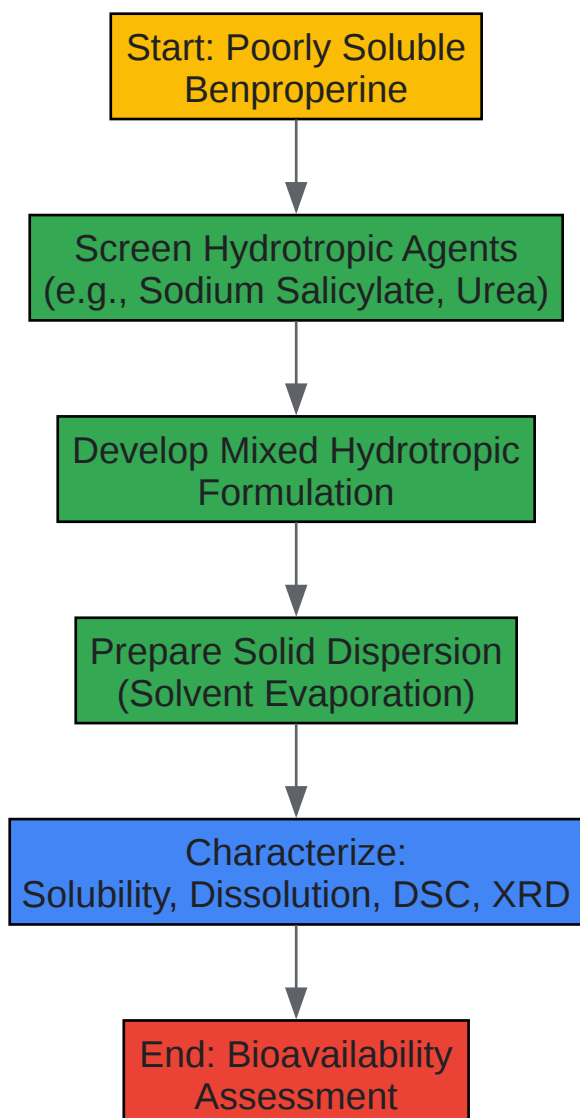 Start: Poorly Soluble
Benproperine
Screen Hydrotropic Agents
(e.g., Sodium Salicylate, Urea)
Develop Mixed Hydrotropic
Formulation
Prepare Solid Dispersion
(Solvent Evaporation)
Characterize:
Solubility, Dissolution, DSC, XRD
End: Bioavailability
Assessment